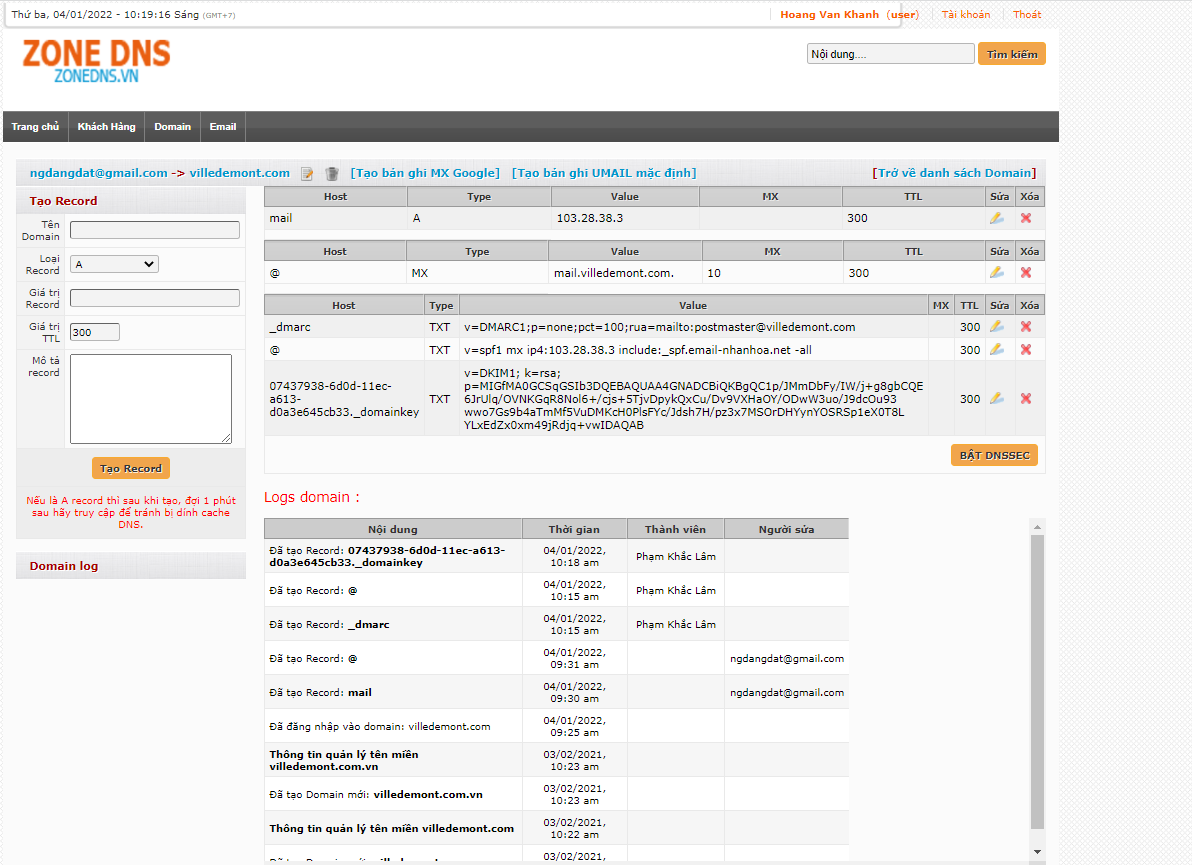 Thứ ba, 04/01/2022 - 10:19:16 Sáng (GMT+7)
Hoang Van Khanh (user) Tài khoản Thoát
ZONE DNS
ZONEDNS.VN
Nội dung.... Tìm kiếm
Trang chủ Khách Hàng Domain Email
ngdangdat@gmail.com -> villedemont.com [Tạo bản ghi MX Google] [Tạo bản ghi UMAIL mặc định] [Trở về danh sách Domain]
Tạo Record
Tên Domain
Loại Record A
Giá trị Record
Giá trị TTL 300
Mô tả record
Tạo Record
Nếu là A record thì sau khi tạo, đợi 1 phút
sau hãy truy cập để tránh bị dính cache
DNS.
Domain log
Host Type Value MX TTL Sửa Xóa
mail A 103.28.38.3 300
Host Type Value MX TTL Sửa Xóa
@ MX mail.villedemont.com. 10 300
Host Type Value MX TTL Sửa Xóa
_dmarc TXT v=DMARC1;p=none;pct=100;rua=mailto:postmaster@villedemont.com 300
@ TXT v=spf1 mx ip4:103.28.38.3 include:_spf.email-nhanhoa.net -all 300
07437938-6d0d-11ec-
a613-
d0a3e645cb33._domainkey
TXT
v=DKIM1; k=rsa;
p=MIGfMA0GCSqGSIb3DQEBAQUAA4GNADCBiQKBgQC1p/JMmDbFy/IW/j+g8gbCQE
6JrUlq/OVNKGqR8Nol6+/cjs+5TjvDpykQxCu/Dv9VXHaOY/ODwW3uo/J9dcOu93
wwo7Gs9b4aTmMf5VuDMKcH0PlsFYc/Jdsh7H/pz3x7MSOrDHYynYOSRSp1eX0T8L
YLxEdZx0xm49jRdjq+vwIDAQAB
300
BẬT DNSSEC
Logs domain :
Nội dung Thời gian Thành viên Người sửa
Đã tạo Record: 07437938-6d0d-11ec-a613-
d0a3e645cb33._domainkey
04/01/2022,
10:18 am
Phạm Khắc Lâm
Đã tạo Record: @
04/01/2022,
10:15 am
Phạm Khắc Lâm
Đã tạo Record: _dmarc
04/01/2022,
10:15 am
Phạm Khắc Lâm
Đã tạo Record: @
04/01/2022,
09:31 am
ngdangdat@gmail.com
Đã tạo Record: mail
04/01/2022,
09:30 am
ngdangdat@gmail.com
Đã đăng nhập vào domain: villedemont.com
04/01/2022,
09:25 am
Thông tin quản lý tên miền
villedemont.com.vn
03/02/2021,
10:23 am
Đã tạo Domain mới: villedemont.com.vn
03/02/2021,
10:23 am
Thông tin quản lý tên miền villedemont.com
03/02/2021,
10:22 am
03/02/2021,